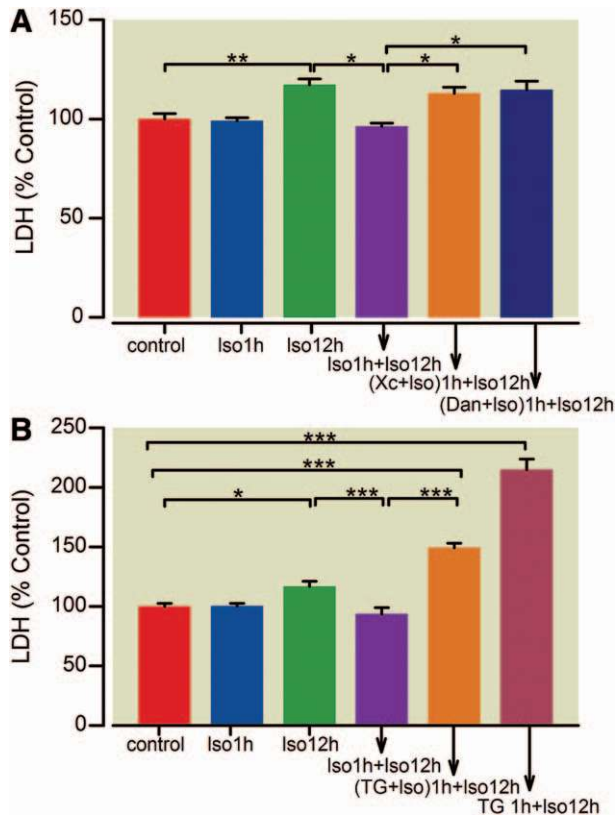 A
LDH (% Control)
150
100
50
0
** * * *
control Iso1h Iso12h
Iso1h+Iso12h
(Xc+Iso)1h+Iso12h
(Dan+Iso)1h+Iso12h
B
LDH (% Control)
250
200
150
100
50
0
***
***
* *** ***
control Iso1h Iso12h
Iso1h+Iso12h
(TG+Iso)1h+Iso12h
TG 1h+Iso12h